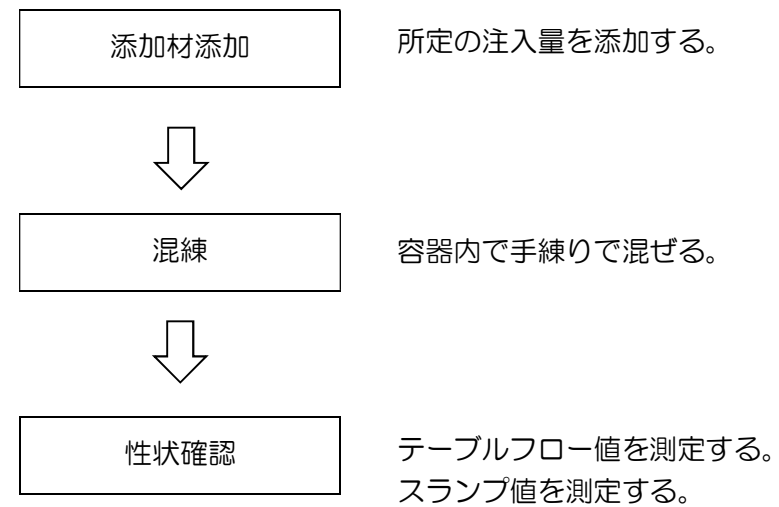 添加材添加
所定の注入量を添加する。
混練
容器内で手練りで混ぜる。
性状確認
テーブルフロー値を測定する。
スランプ値を測定する。